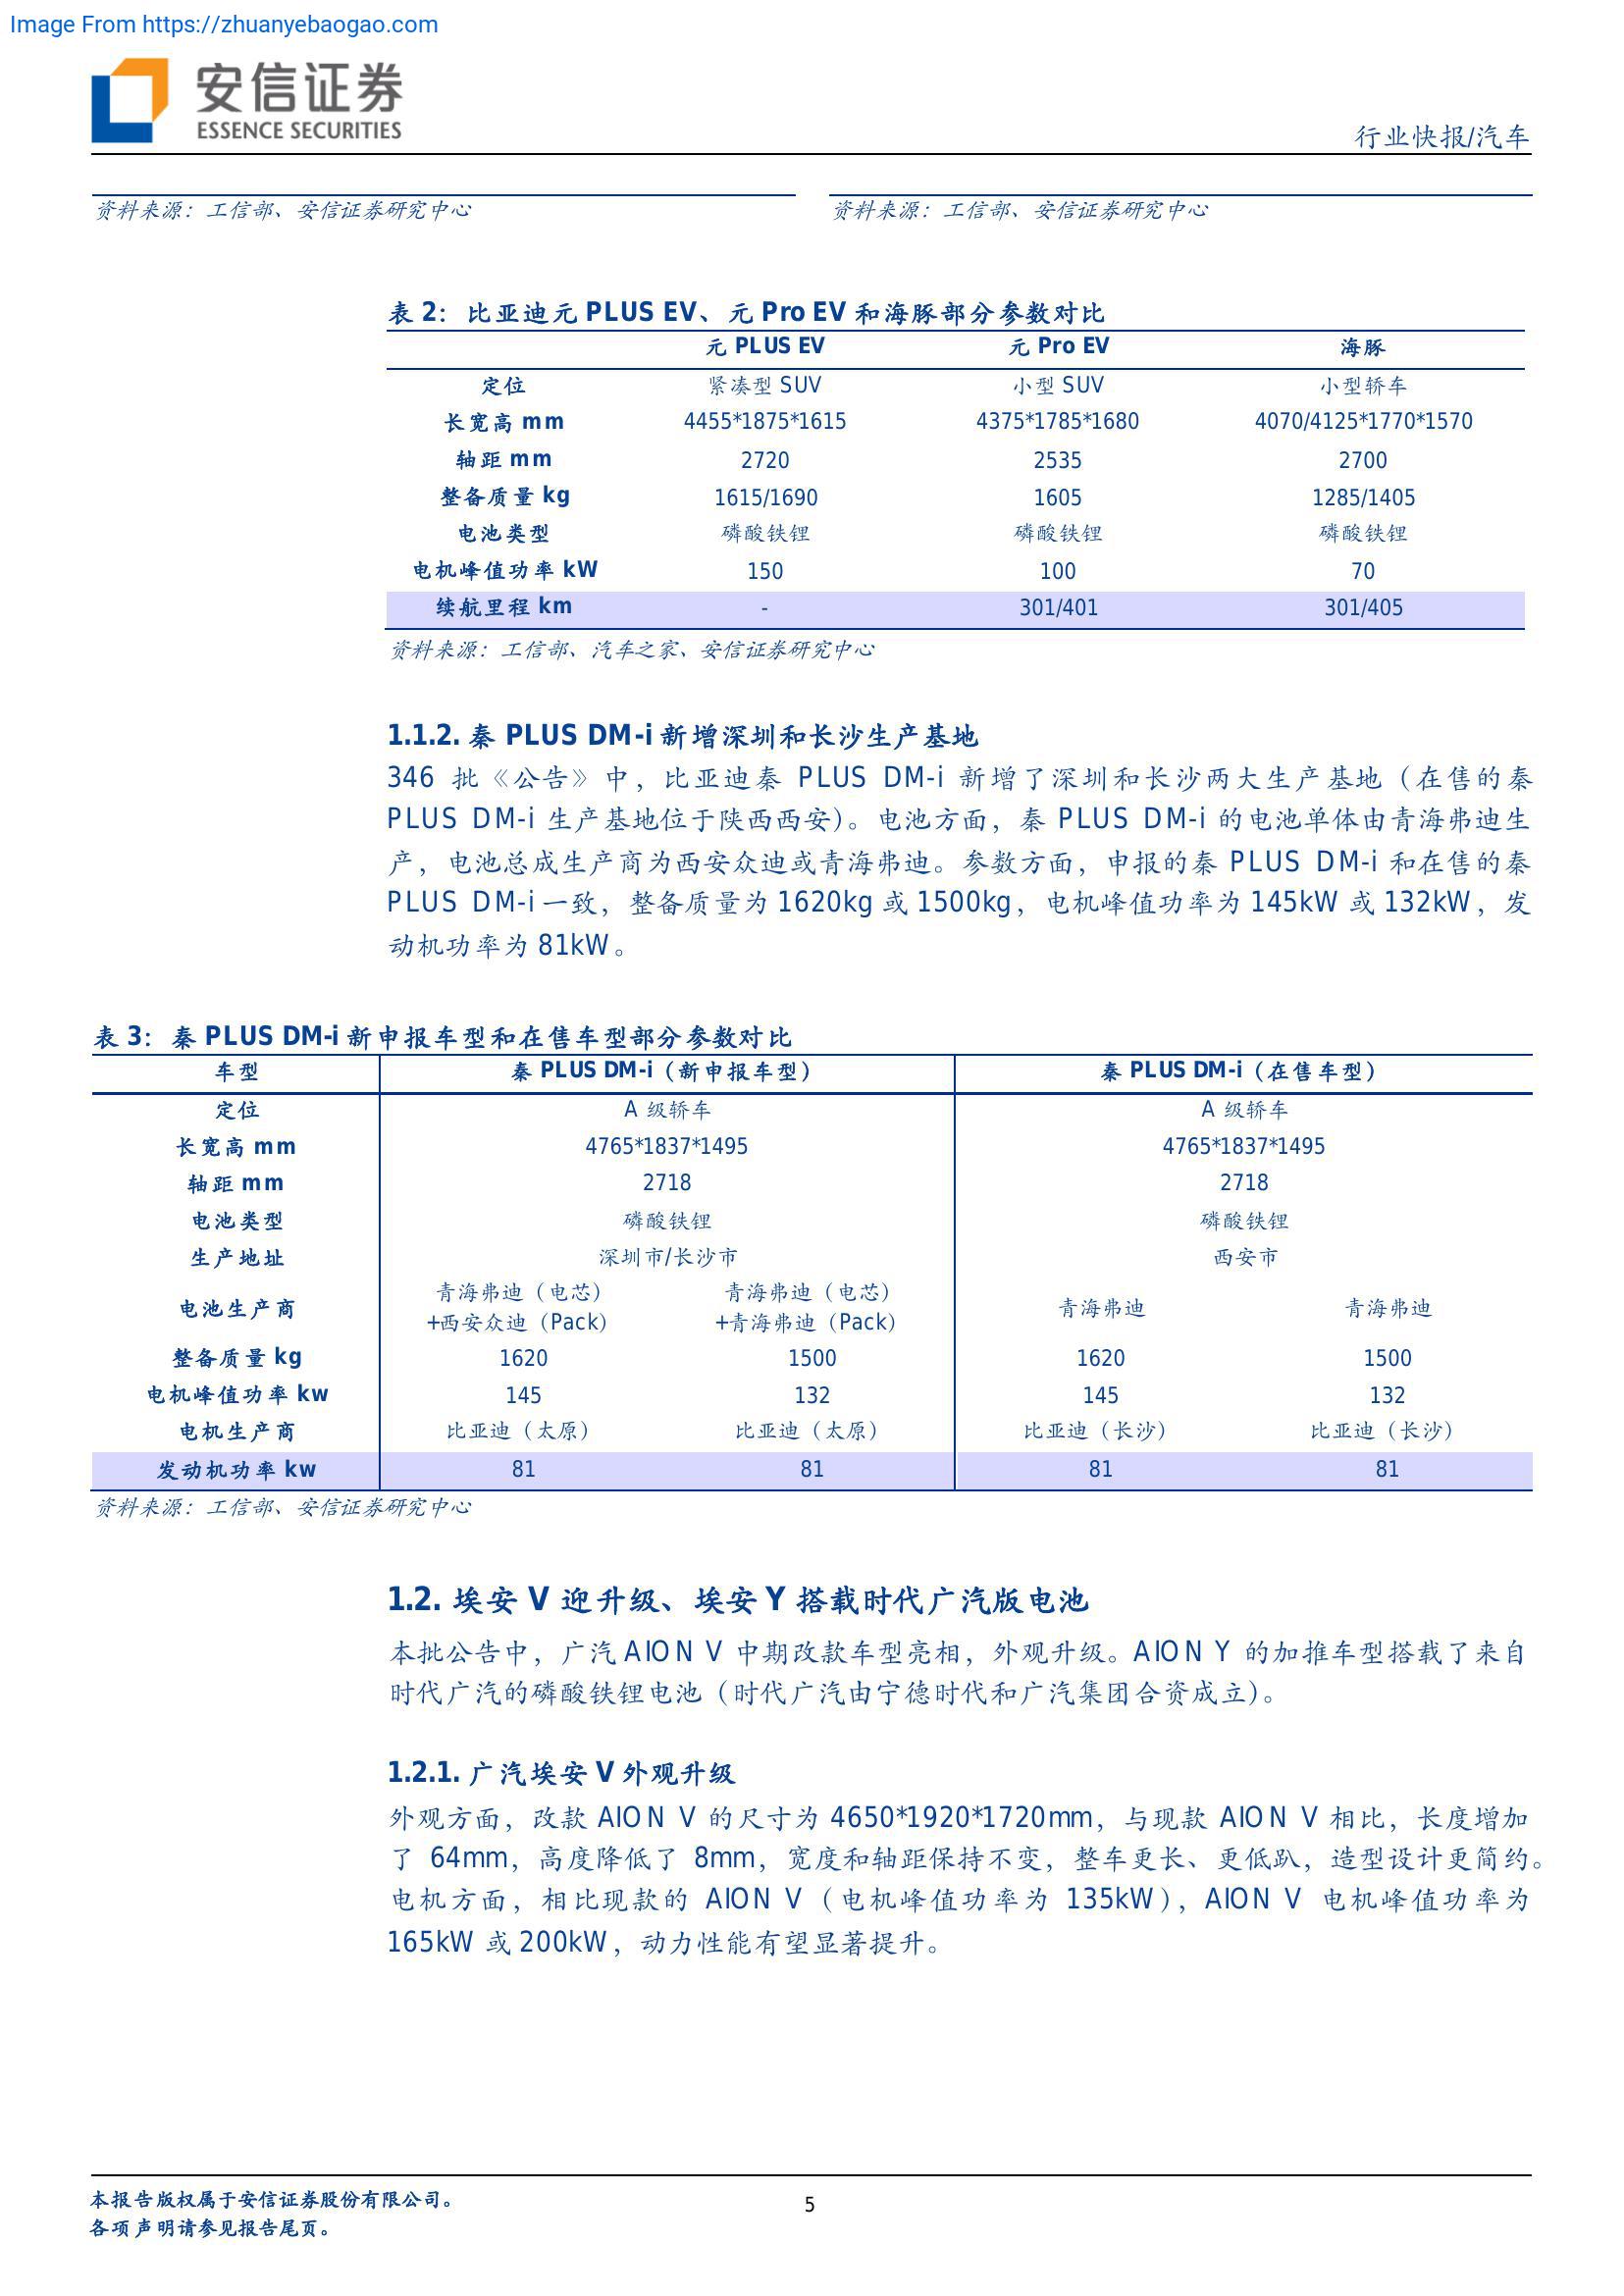 Image From https://zhuanyebaogao.com
安信证券
ESSENCE SECURITIES
行业快报/汽车
资料来源：工信部、安信证券研究中心
资料来源：工信部、安信证券研究中心
表 2：比亚迪元 PLUS EV、元 Pro EV 和海豚部分参数对比
元 PLUS EV 元 Pro EV 海豚
定位 紧凑型 SUV 小型 SUV 小型轿车
长宽高 mm 4455*1875*1615 4375*1785*1680 4070/4125*1770*1570
轴距 mm 2720 2535 2700
整备质量 kg 1615/1690 1605 1285/1405
电池类型 磷酸铁锂 磷酸铁锂 磷酸铁锂
电机峰值功率 kW 150 100 70
续航里程 km - 301/401 301/405
资料来源：工信部、汽车之家、安信证券研究中心
1.1.2. 秦 PLUS DM-i 新增深圳和长沙生产基地
346 批《公告》中，比亚迪秦 PLUS DM-i 新增了深圳和长沙两大生产基地（在售的秦
PLUS DM-i 生产基地位于陕西西安）。电池方面，秦 PLUS DM-i 的电池单体由青海弗迪生
产，电池总成生产商为西安众迪或青海弗迪。参数方面，申报的秦 PLUS DM-i 和在售的秦
PLUS DM-i 一致，整备质量为 1620kg 或 1500kg，电机峰值功率为 145kW 或 132kW，发
动机功率为 81kW。
表 3：秦 PLUS DM-i 新申报车型和在售车型部分参数对比
车型 秦 PLUS DM-i（新申报车型） 秦 PLUS DM-i（在售车型）
定位 A 级轿车 A 级轿车
长宽高 mm 4765*1837*1495 4765*1837*1495
轴距 mm 2718 2718
电池类型 磷酸铁锂 磷酸铁锂
生产地址 深圳市/长沙市 西安市
电池生产商 青海弗迪（电芯） 青海弗迪（电芯） 青海弗迪 青海弗迪
+西安众迪（Pack） +青海弗迪（Pack）
整备质量 kg 1620 1500 1620 1500
电机峰值功率 kw 145 132 145 132
电机生产商 比亚迪（太原） 比亚迪（太原） 比亚迪（长沙） 比亚迪（长沙）
发动机功率 kw 81 81 81 81
资料来源：工信部、安信证券研究中心
1.2. 埃安 V 迎升级、埃安 Y 搭载时代广汽版电池
本批公告中，广汽 AION V 中期改款车型亮相，外观升级。AION Y 的加推车型搭载了来自
时代广汽的磷酸铁锂电池（时代广汽由宁德时代和广汽集团合资成立）。
1.2.1. 广汽埃安 V 外观升级
外观方面，改款 AION V 的尺寸为 4650*1920*1720mm，与现款 AION V 相比，长度增加
了 64mm，高度降低了 8mm，宽度和轴距保持不变，整车更长、更低趴，造型设计更简约。
电机方面，相比现款的 AION V（电机峰值功率为 135kW），AION V 电机峰值功率为
165kW 或 200kW，动力性能有望显著提升。
本报告版权属于安信证券股份有限公司。
5
各项声明请参见报告尾页。